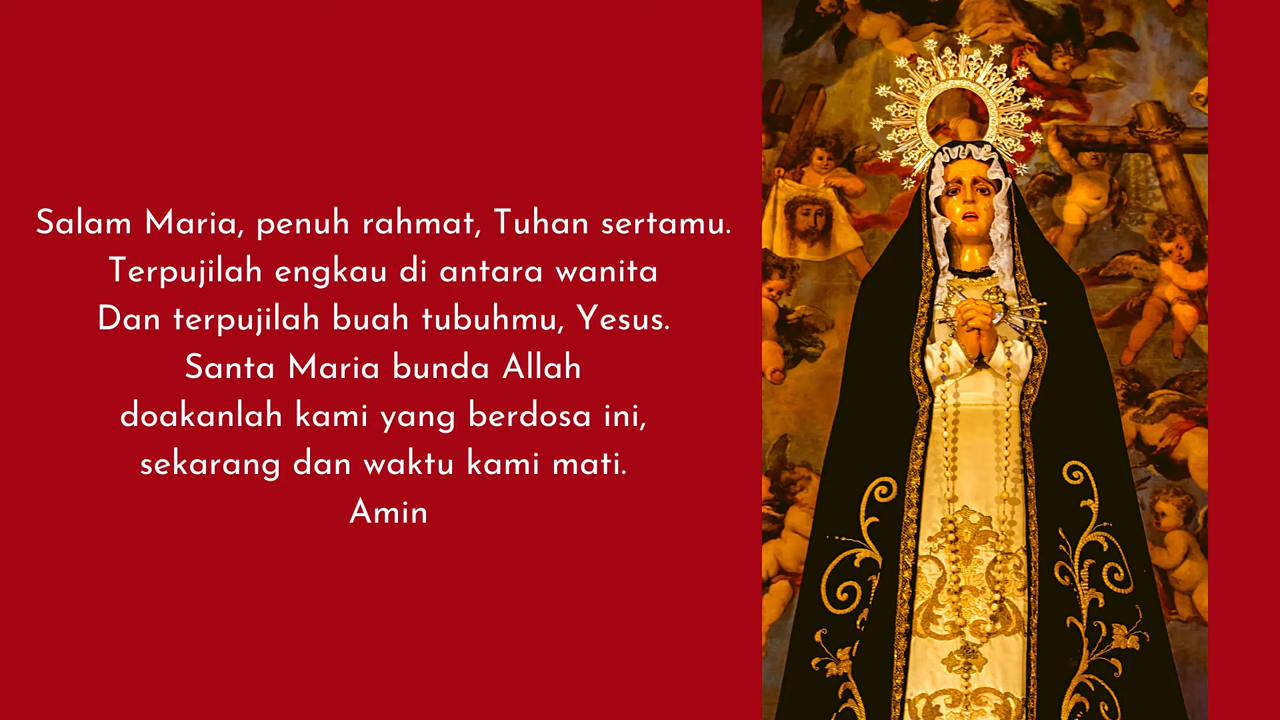 Salam Maria, penuh rahmat, Tuhan sertamu.
Terpujilah engkau di antara wanita
Dan terpujilah buah tubuhmu, Yesus.
Santa Maria bunda Allah
doakanlah kami yang berdosa ini,
sekarang dan waktu kami mati.
Amin